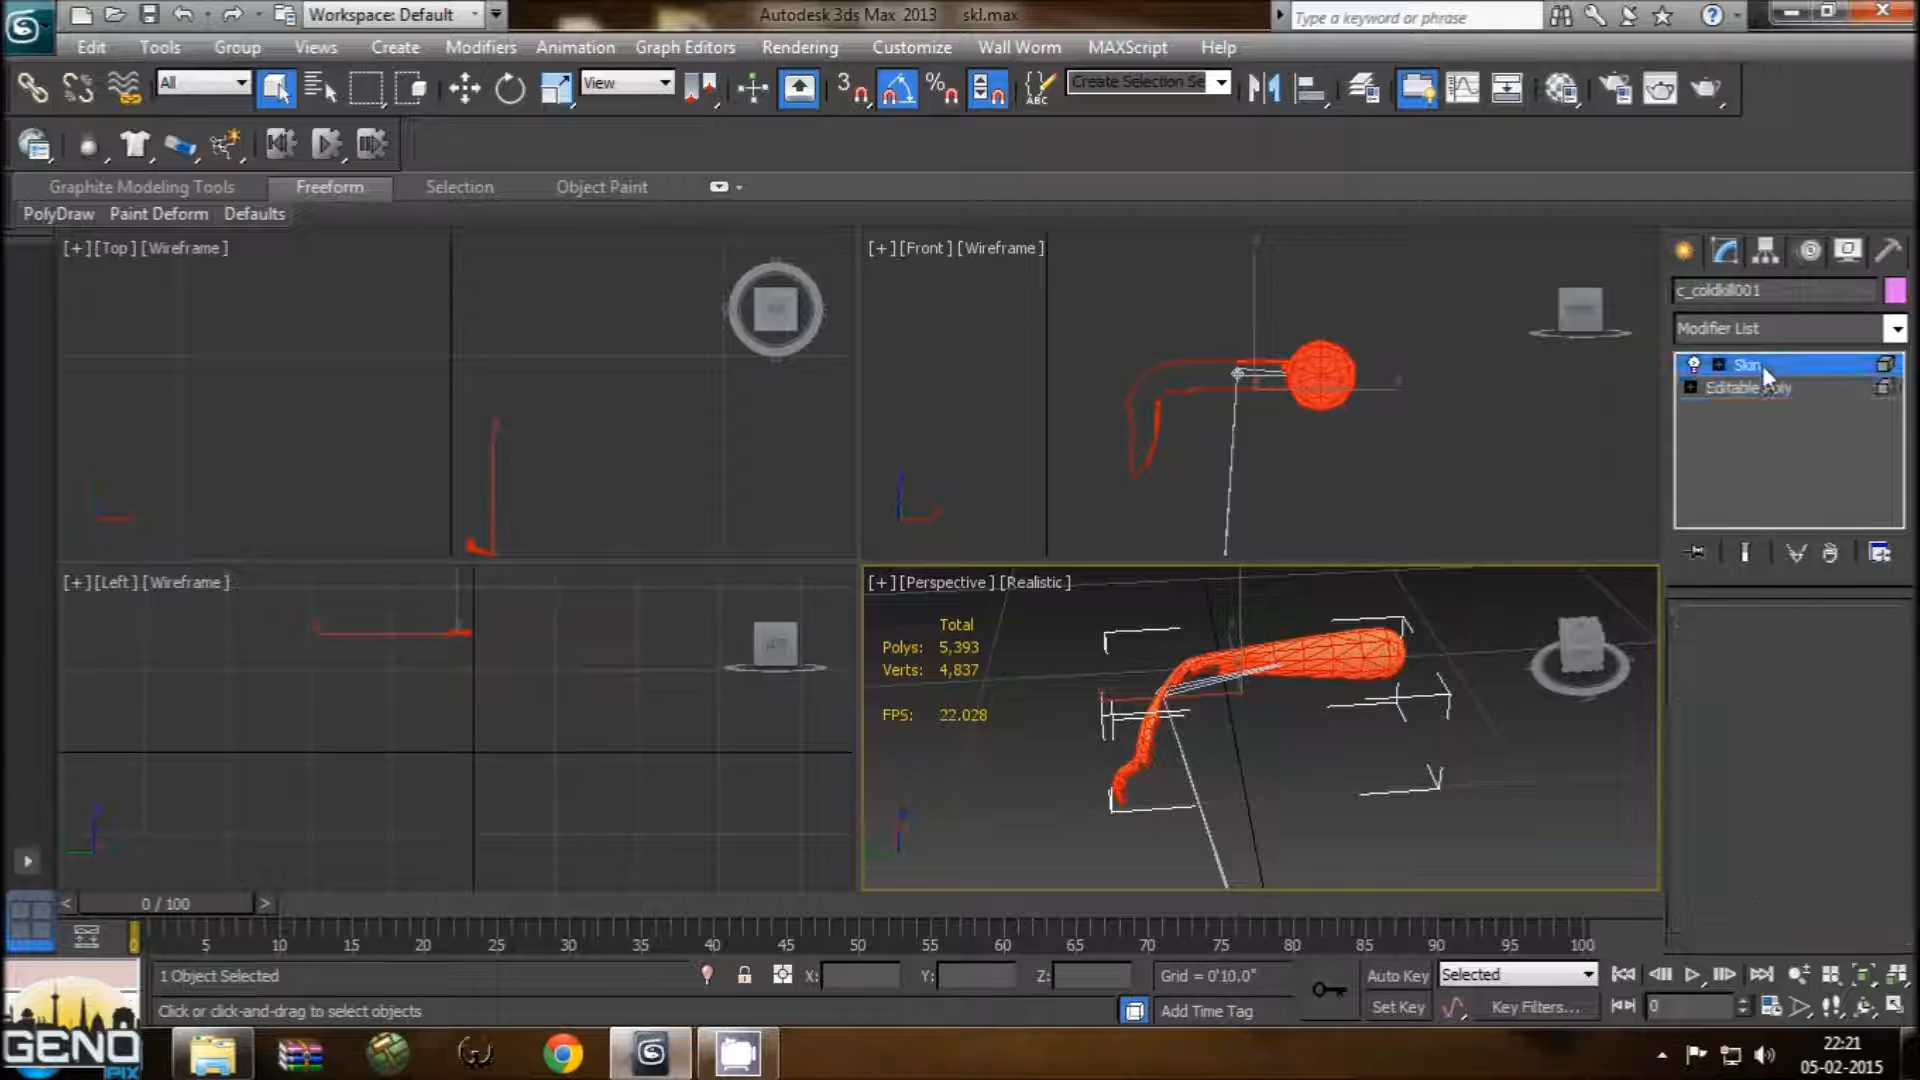 Workspace: Default
Autodesk 3ds Max 2013 skl.max
Type a keyword or phrase
Edit Tools Group Views Create Modifiers Animation Graph Editors Rendering Customize Wall Worm MAXScript Help
All
View
3
%
ABC
Create Selection Se
Graphite Modeling Tools Freeform Selection Object Paint
PolyDraw Paint Deform Defaults
[+][Top][Wireframe]
[+][Front][Wireframe]
c_coldkill001
Modifier List
Skin
Editable Poly
[+][Left][Wireframe]
[+][Perspective][Realistic]
Total
Polys: 5,393
Verts: 4,837
FPS: 22.028
< 0 / 100 >
0 5 10 15 20 25 30 35 40 45 50 55 60 65 70 75 80 85 90 95 100
1 Object Selected
X: Y: Z: Grid = 0'10.0"
Auto Key Selected
Click or click-and-drag to select objects
Add Time Tag
Set Key Key Filters... 0
GENO
PIX
22:21
05-02-2015